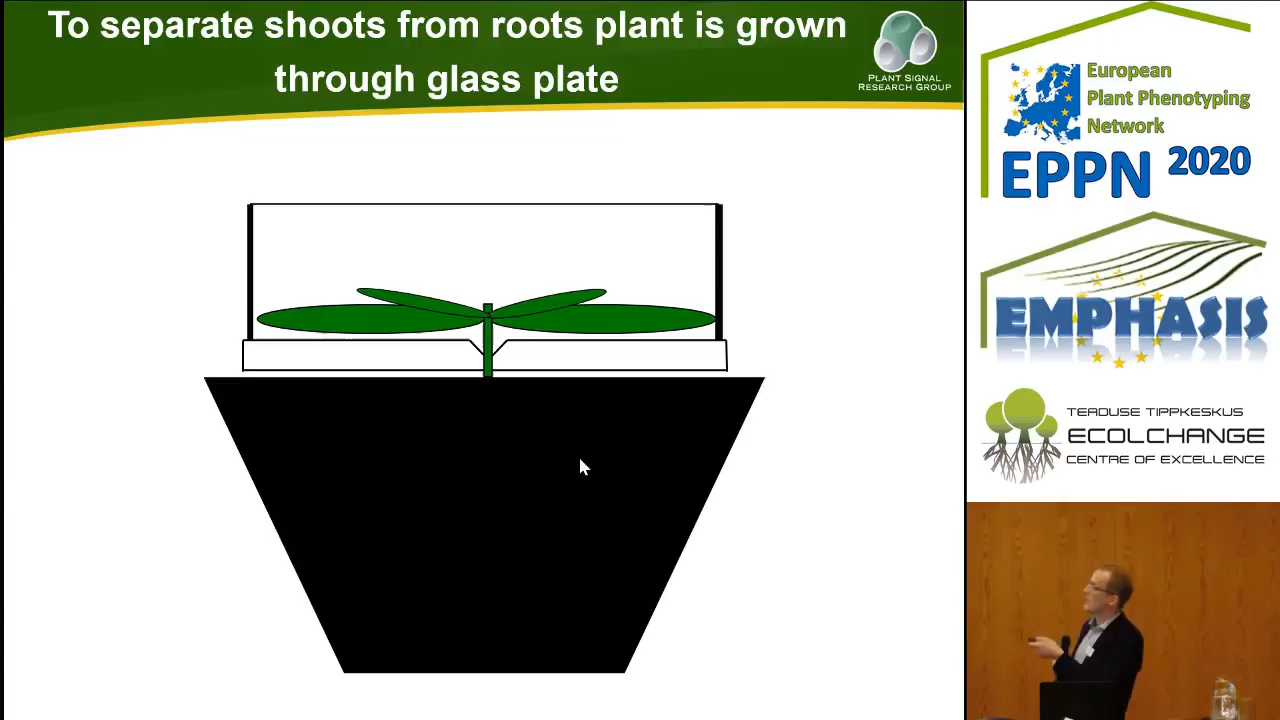 To separate shoots from roots plant is grown
through glass plate
PLANT SIGNAL
RESEARCH GROUP
European
Plant Phenotyping
Network
EPPN 2020
EMPHASIS
TEADUSE TIPPKESKUS
ECOLCHANGE
CENTRE OF EXCELLENCE